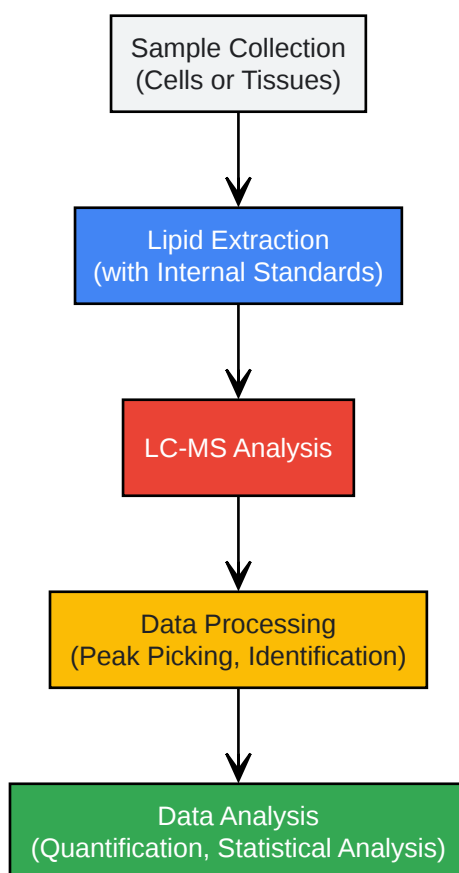 Sample Collection
(Cells or Tissues)
Lipid Extraction
(with Internal Standards)
LC-MS Analysis
Data Processing
(Peak Picking, Identification)
Data Analysis
(Quantification, Statistical Analysis)